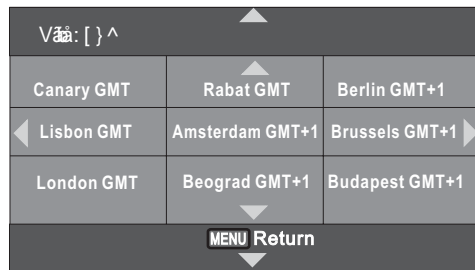 Canary GMT Rabat GMT Berlin GMT+1
Lisbon GMT Amsterdam GMT+1 Brussels GMT+1
London GMT Beograd GMT+1 Budapest GMT+1
MENU Return